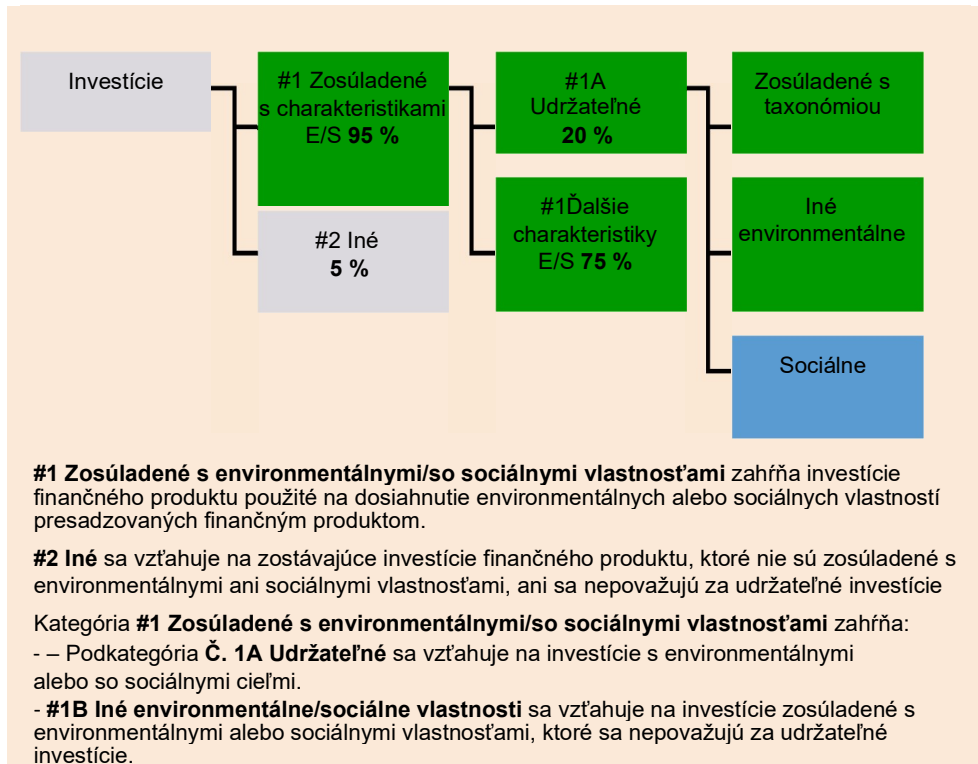 Investície
#1 Zosúladené
s charakteristikami
E/S 95 %
#1A
Udržateľné
20 %
Zosúladené s
taxonómiou
#2 Iné
5 %
#1Ďalšie
charakteristiky
E/S 75 %
Iné
environmentálne
Sociálne
#1 Zosúladené s environmentálnymi/so sociálnymi vlastnosťami zahŕňa investície
finančného produktu použité na dosiahnutie environmentálnych alebo sociálnych vlastností
presadzovaných finančným produktom.
#2 Iné sa vzťahuje na zostávajúce investície finančného produktu, ktoré nie sú zosúladené s
environmentálnymi ani sociálnymi vlastnosťami, ani sa nepovažujú za udržateľné investície
Kategória #1 Zosúladené s environmentálnymi/so sociálnymi vlastnosťami zahŕňa:
- – Podkategória Č. 1A Udržateľné sa vzťahuje na investície s environmentálnymi
alebo so sociálnymi cieľmi.
- #1B Iné environmentálne/sociálne vlastnosti sa vzťahuje na investície zosúladené s
environmentálnymi alebo sociálnymi vlastnosťami, ktoré sa nepovažujú za udržateľné
investície.